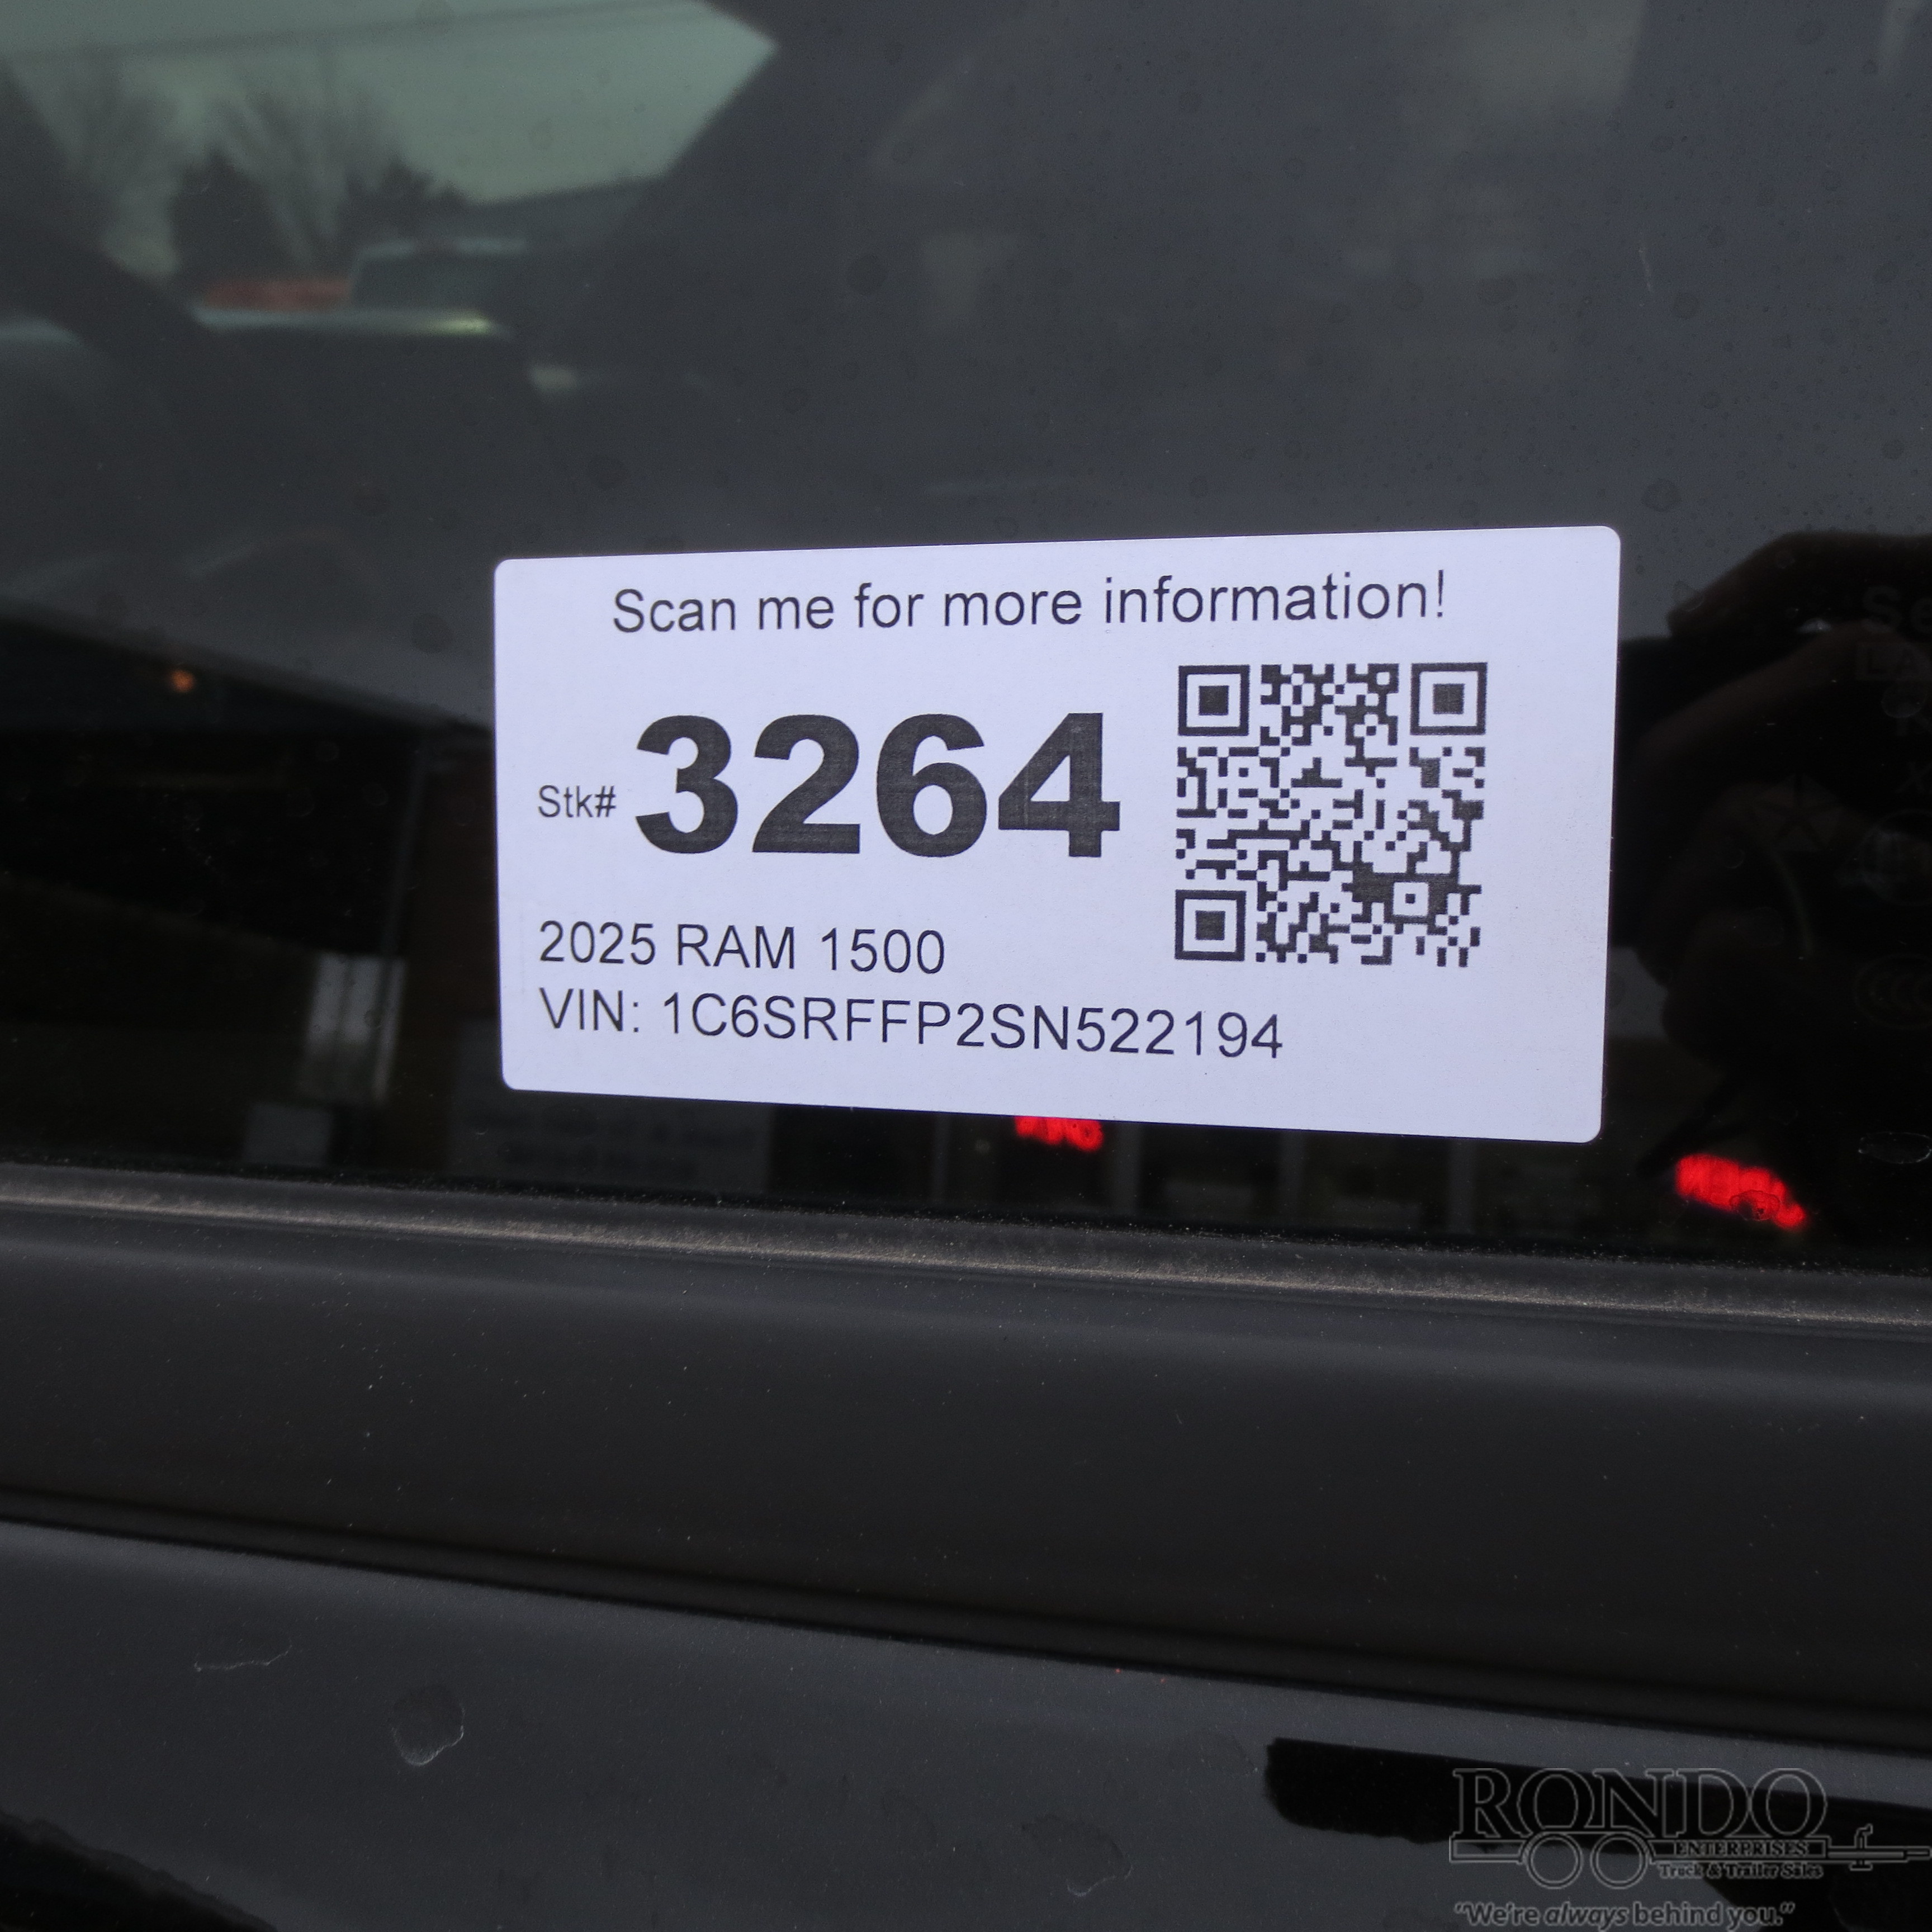 Scan me for more information!
Stk# 3264
2025 RAM 1500
VIN: 1C6SRFFP2SN522194
RONDO
ENTERPRISES
Truck & Trailer Sales
"We're always behind you."